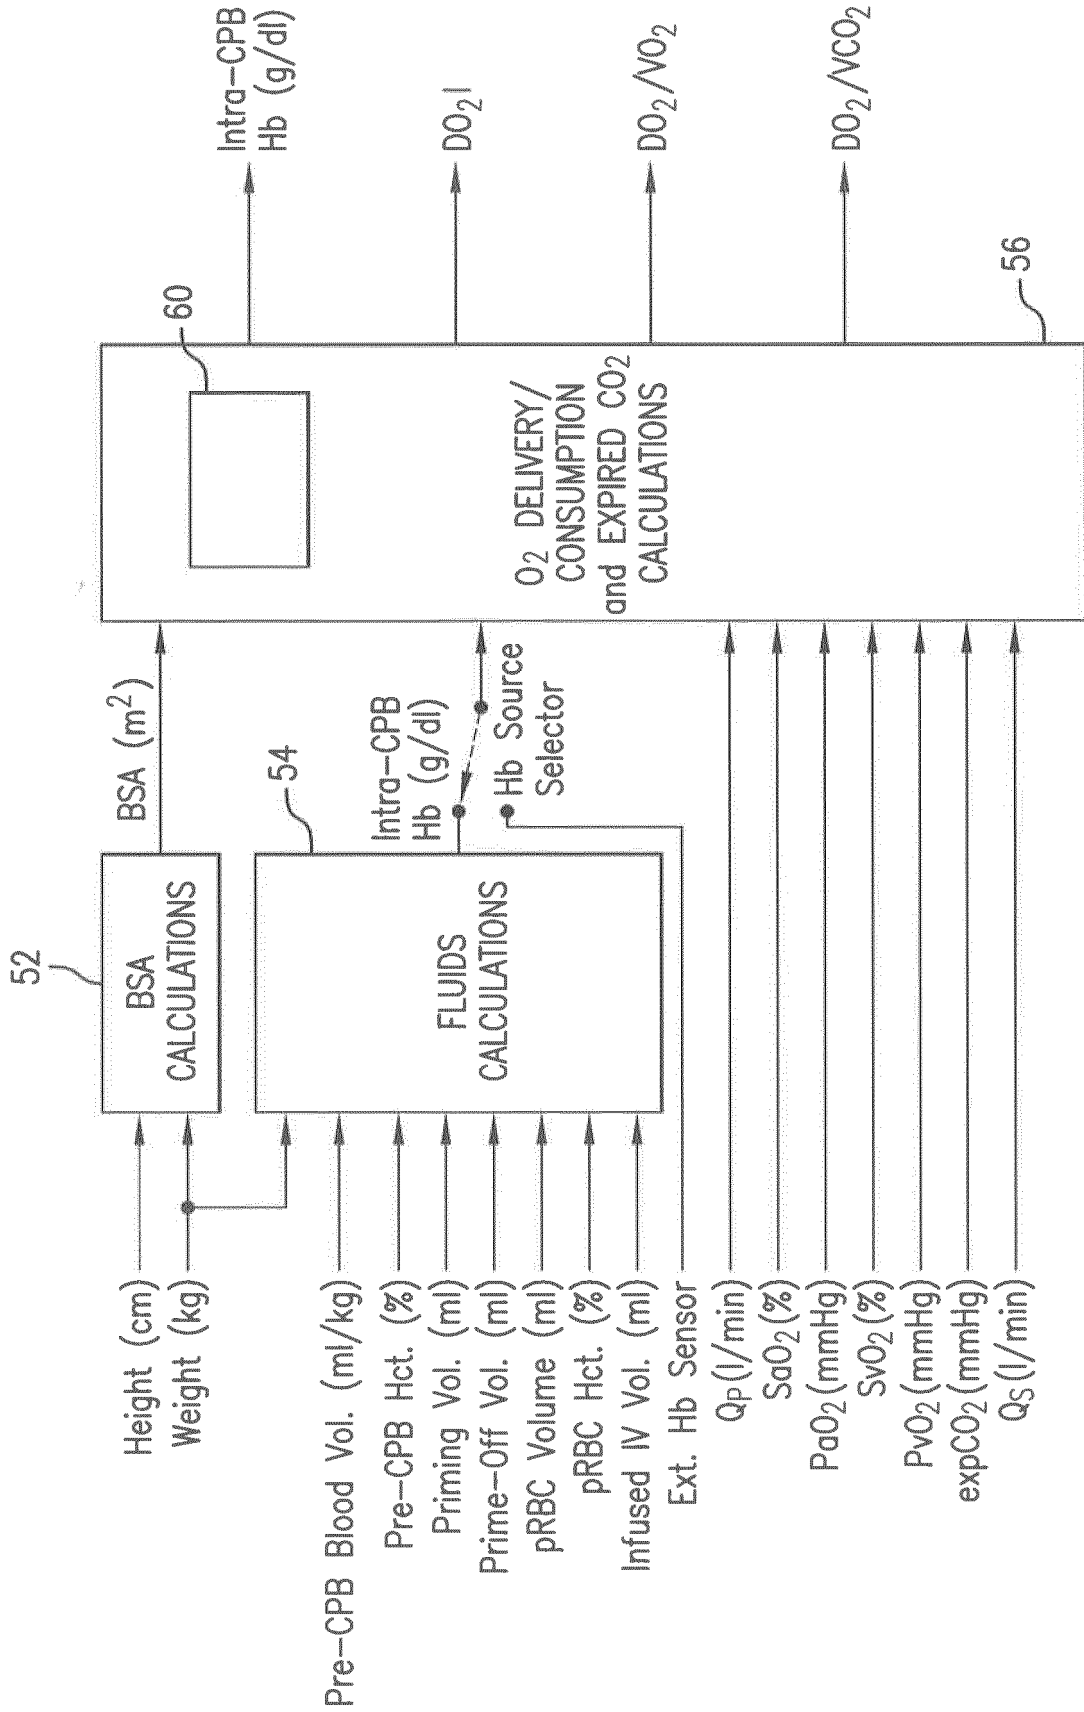 Height (cm)
Weight (kg)
Pre-CPB Blood Vol. (ml/kg)
Pre-CPB Hct. (%)
Priming Vol. (ml)
Prime-Off Vol. (ml)
pRBC Volume (ml)
pRBC Hct. (%)
Infused IV Vol. (ml)
Ext. Hb Sensor
QP (l/min)
SaO2 (%)
PaO2 (mmHg)
SvO2 (%)
PvO2 (mmHg)
expCO2 (mmHg)
QS (l/min)
52
BSA
CALCULATIONS
54
FLUIDS
CALCULATIONS
BSA (m2)
Intra-CPB
Hb (g/dl)
Hb Source
Selector
60
O2 DELIVERY/
CONSUMPTION
and EXPIRED CO2
CALCULATIONS
56
Intra-CPB
Hb (g/dl)
DO2I
DO2/VO2
DO2/VCO2